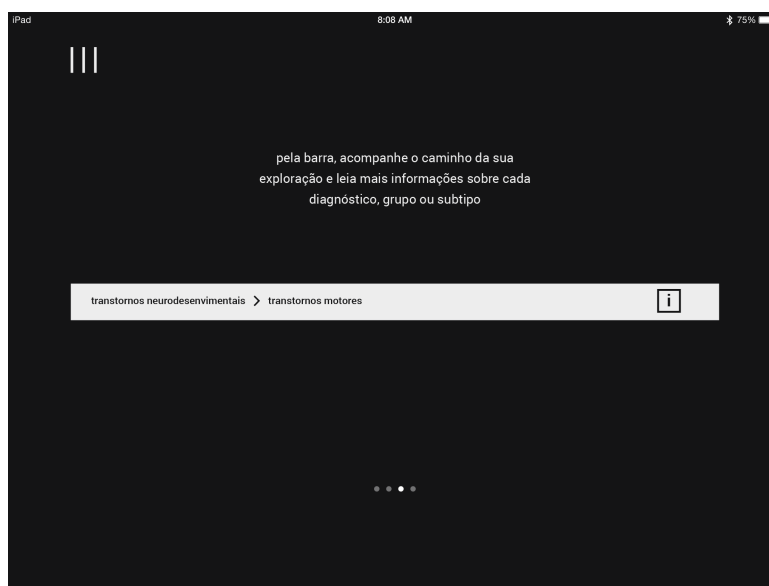 iPad 8:08 AM 75%
pela barra, acompanhe o caminho da sua
exploração e leia mais informações sobre cada
diagnóstico, grupo ou subtipo
transtornos neurodesenvimentais > transtornos motores i